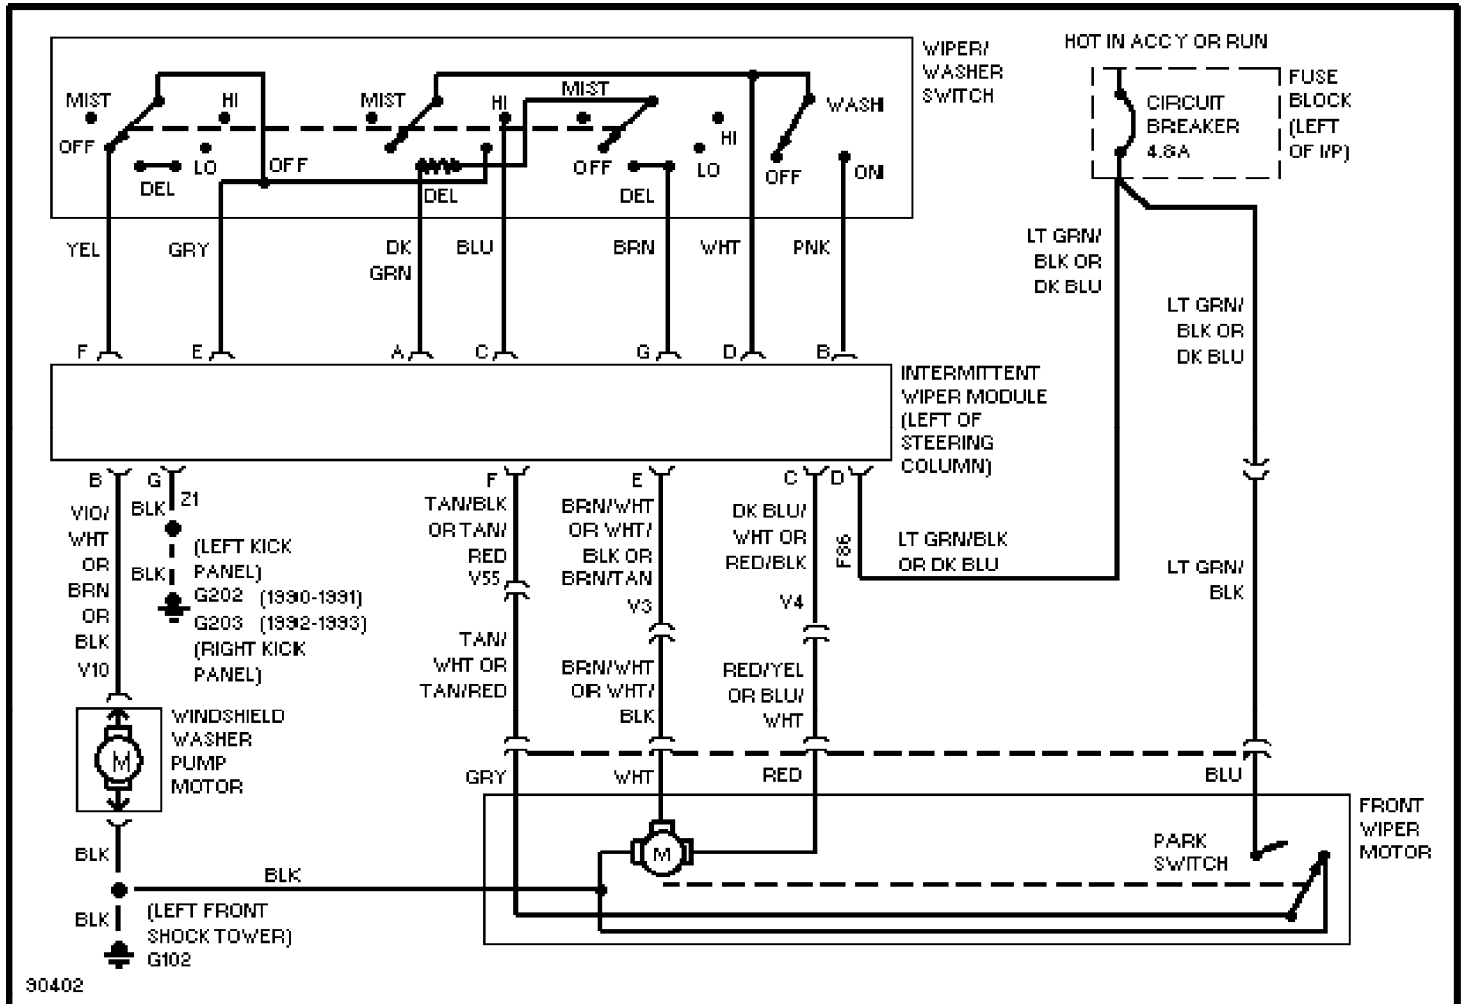 HOT IN ACCY OR RUN
WIPER/
WASHER
SWITCH
FUSE
BLOCK
(LEFT
OF I/P)
CIRCUIT
BREAKER
4.8A
MIST
HI
OFF
LO
DEL
OFF
MIST
HI
DEL
MIST
HI
OFF
LO
DEL
WASH
OFF
ON
YEL
GRY
DK
GRN
BLU
BRN
WHT
PNK
LT GRN/
BLK OR
DK BLU
LT GRN/
BLK OR
DK BLU
F
E
A
C
G
D
B
INTERMITTENT
WIPER MODULE
(LEFT OF
STEERING
COLUMN)
B
G
F
E
C
D
VIO/
WHT
OR
BRN
OR
BLK
V10
BLK
Z1
BLK
(LEFT KICK
PANEL)
G202 (1990-1991)
G203 (1992-1993)
(RIGHT KICK
PANEL)
TAN/BLK
OR TAN/
RED
V55
TAN/
WHT OR
TAN/RED
BRN/WHT
OR WHT/
BLK OR
BRN/TAN
V3
BRN/WHT
OR WHT/
BLK
DK BLU/
WHT OR
RED/BLK
V4
RED/YEL
OR BLU/
WHT
F86
LT GRN/BLK
OR DK BLU
LT GRN/
BLK
WINDSHIELD
WASHER
PUMP
MOTOR
M
GRY
WHT
RED
BLU
M
PARK
SWITCH
FRONT
WIPER
MOTOR
BLK
BLK
BLK
(LEFT FRONT
SHOCK TOWER)
G102
90402